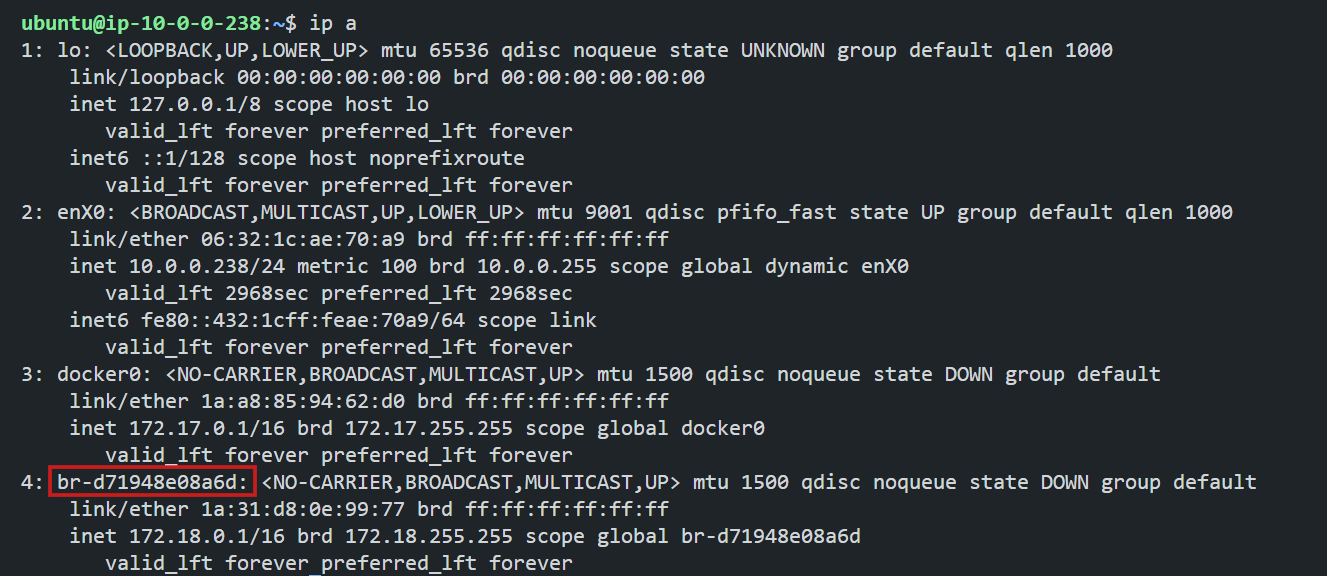 ubuntu@ip-10-0-0-238:~$ ip a
1: lo: <LOOPBACK,UP,LOWER_UP> mtu 65536 qdisc noqueue state UNKNOWN group default qlen 1000
    link/loopback 00:00:00:00:00:00 brd 00:00:00:00:00:00
    inet 127.0.0.1/8 scope host lo
       valid_lft forever preferred_lft forever
    inet6 ::1/128 scope host noprefixroute
       valid_lft forever preferred_lft forever
2: enX0: <BROADCAST,MULTICAST,UP,LOWER_UP> mtu 9001 qdisc pfifo_fast state UP group default qlen 1000
    link/ether 06:32:1c:ae:70:a9 brd ff:ff:ff:ff:ff:ff
    inet 10.0.0.238/24 metric 100 brd 10.0.0.255 scope global dynamic enX0
       valid_lft 2968sec preferred_lft 2968sec
    inet6 fe80::432:1cff:feae:70a9/64 scope link
       valid_lft forever preferred_lft forever
3: docker0: <NO-CARRIER,BROADCAST,MULTICAST,UP> mtu 1500 qdisc noqueue state DOWN group default
    link/ether 1a:a8:85:94:62:d0 brd ff:ff:ff:ff:ff:ff
    inet 172.17.0.1/16 brd 172.17.255.255 scope global docker0
       valid_lft forever preferred_lft forever
4: br-d71948e08a6d: <NO-CARRIER,BROADCAST,MULTICAST,UP> mtu 1500 qdisc noqueue state DOWN group default
    link/ether 1a:31:d8:0e:99:77 brd ff:ff:ff:ff:ff:ff
    inet 172.18.0.1/16 brd 172.18.255.255 scope global br-d71948e08a6d
       valid_lft forever preferred_lft forever